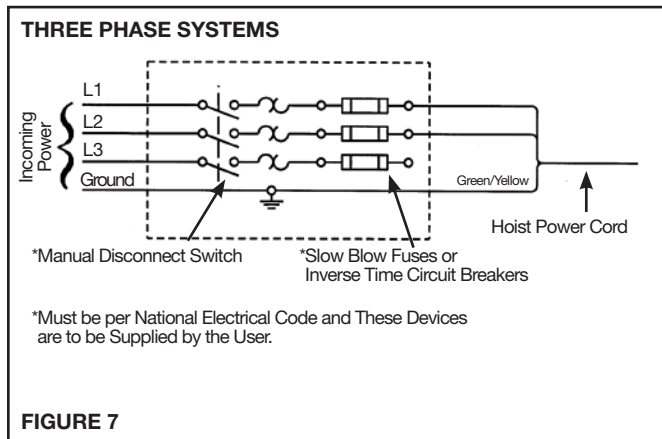 THREE PHASE SYSTEMS
Incoming
Power
L1
L2
L3
Ground
Green/Yellow
Hoist Power Cord
*Manual Disconnect Switch
*Slow Blow Fuses or
Inverse Time Circuit Breakers
*Must be per National Electrical Code and These Devices
are to be Supplied by the User.
FIGURE 7